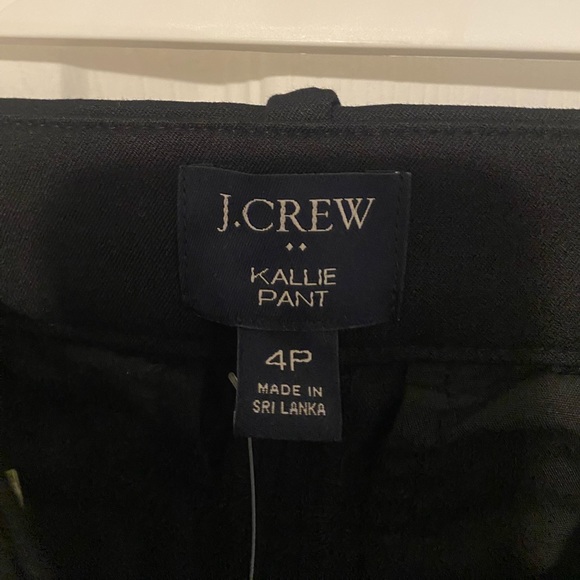 J.CREW
KALLIE
PANT
4P
MADE IN
SRI LANKA